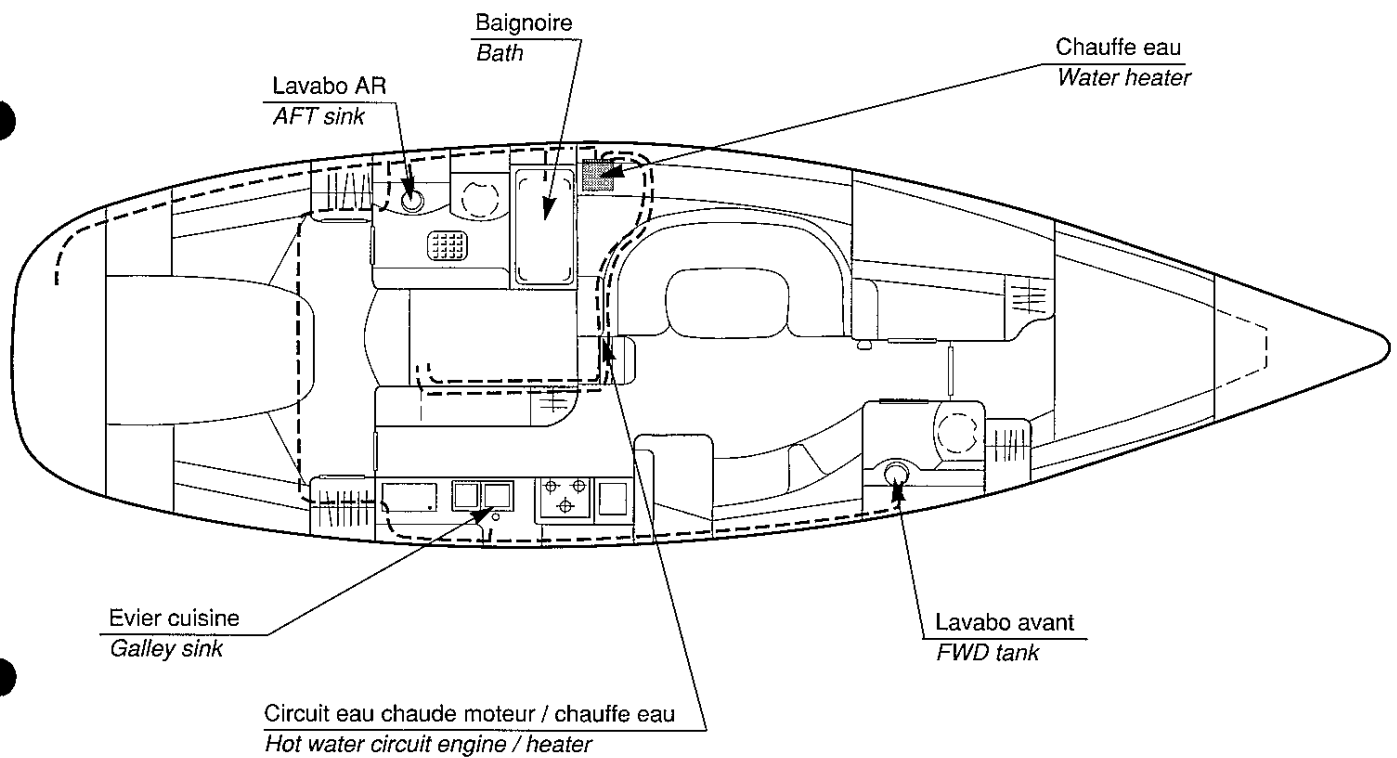 Baignoire
Bath
Chauffe eau
Water heater
Lavabo AR
AFT sink
Evier cuisine
Galley sink
Lavabo avant
FWD tank
Circuit eau chaude moteur / chauffe eau
Hot water circuit engine / heater